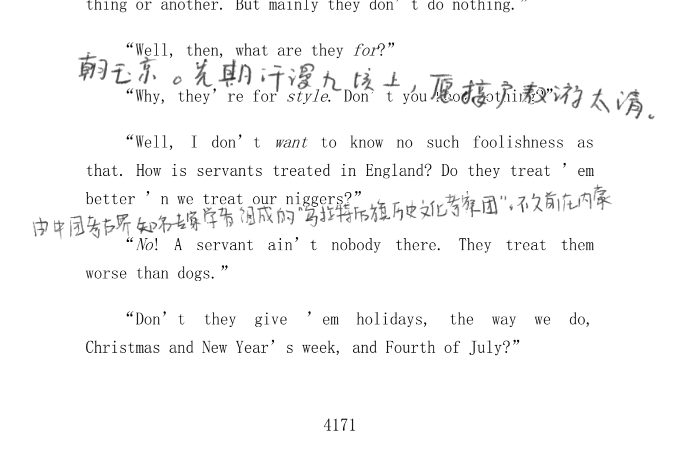 thing or another. But mainly they don't do nothing."
"Well, then, what are they for?"
朝玉京。先期汗漫九垓上，愿接卢敖游太清。
"Why, they're for style. Don't you know nothing?"
"Well, I don't want to know no such foolishness as
that. How is servants treated in England? Do they treat 'em
better 'n we treat our niggers?"
由中国考古界知名专家学者组成的“乌拉特后旗历史文化考察团”，不久前在内蒙
"No! A servant ain't nobody there. They treat them
worse than dogs."
"Don't they give 'em holidays, the way we do,
Christmas and New Year's week, and Fourth of July?"
4171